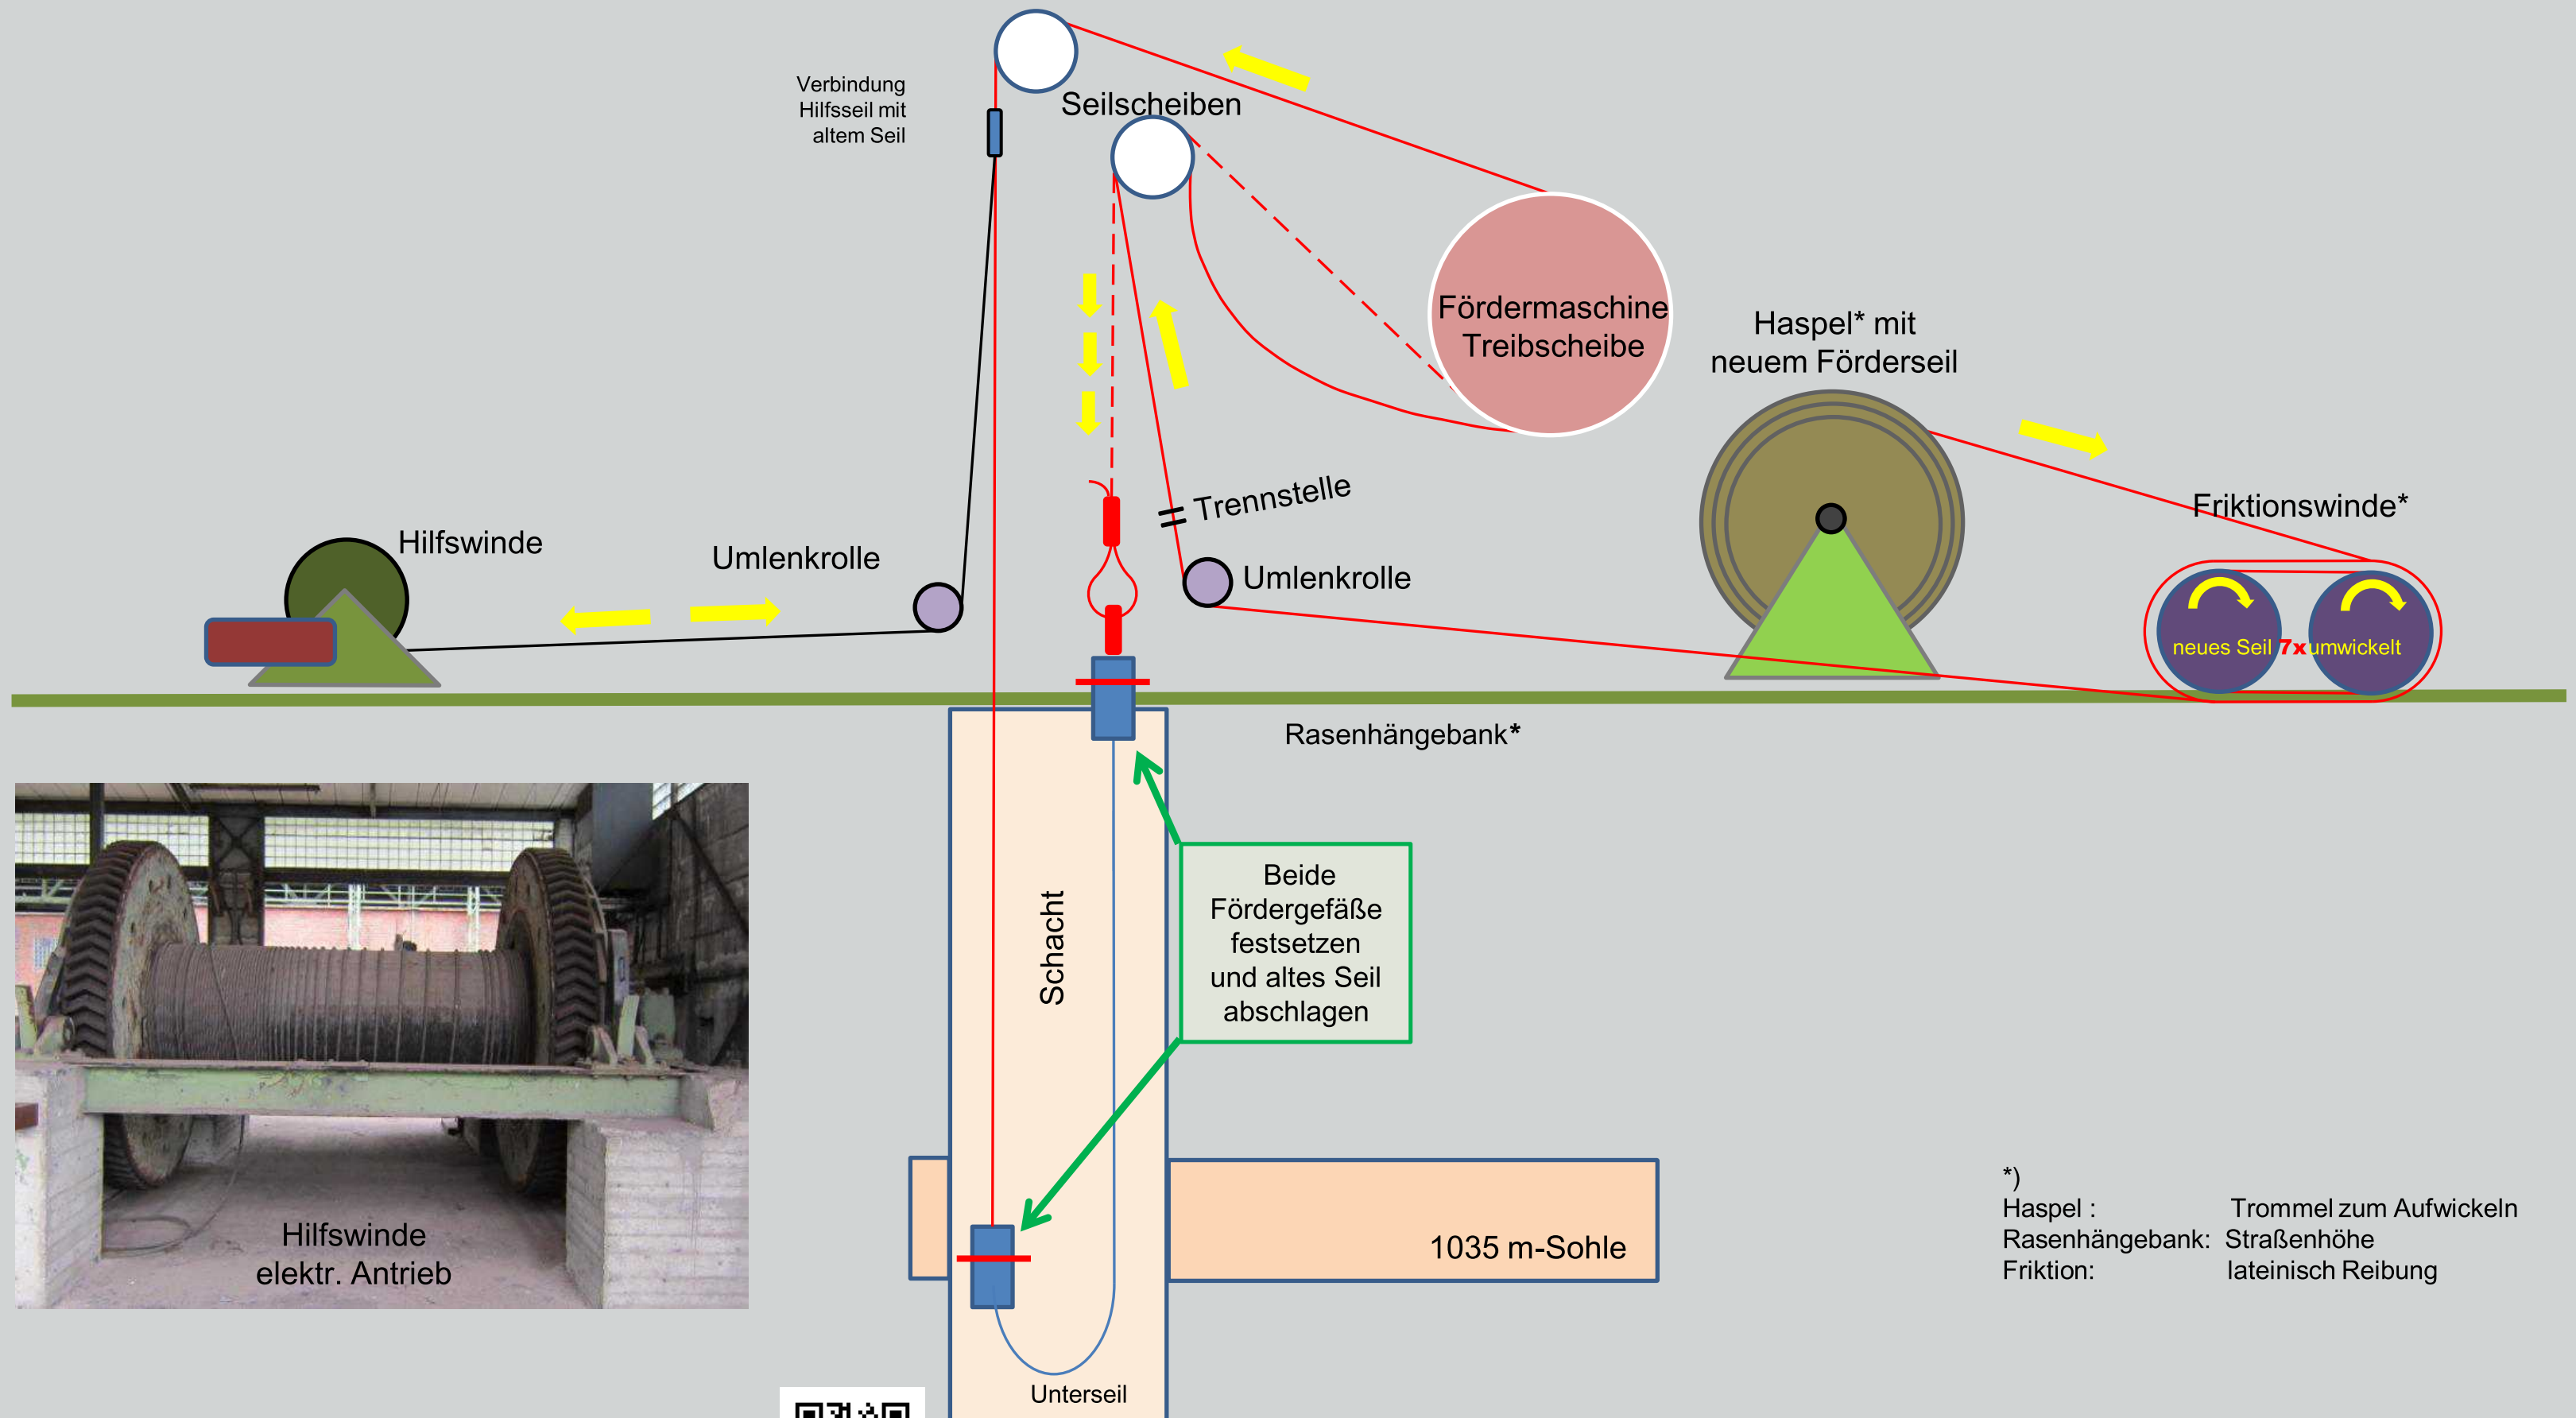 Verbindung
Hilfsseil mit
altem Seil
Seilscheiben
Fördermaschine
Treibscheibe
Haspel* mit
neuem Förderseil
Friktionswinde*
Trennstelle
Hilfswinde
Umlenkrolle
Umlenkrolle
neues Seil 7x umwickelt
Rasenhängebank*
Beide
Fördergefäße
festsetzen
und altes Seil
abschlagen
Schacht
Hilfswinde
elektr. Antrieb
1035 m-Sohle
*)
Haspel : Trommel zum Aufwickeln
Rasenhängebank: Straßenhöhe
Friktion: lateinisch Reibung
Unterseil